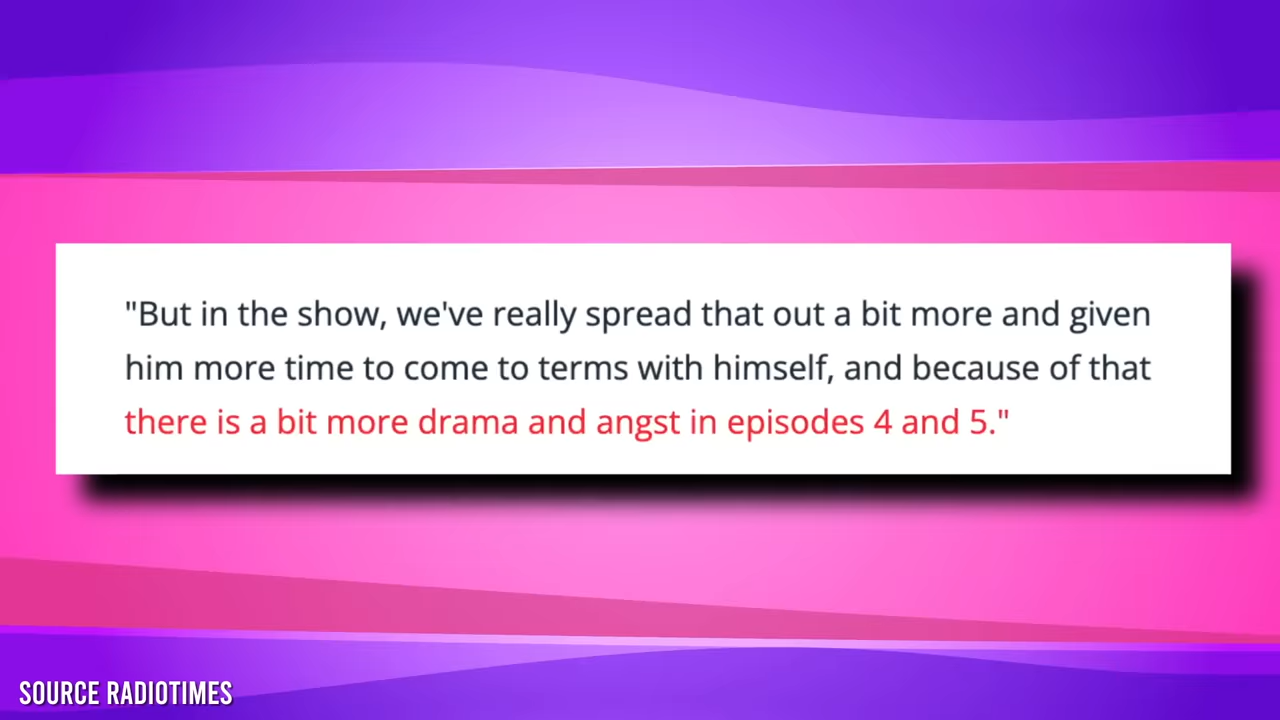 "But in the show, we've really spread that out a bit more and given
him more time to come to terms with himself, and because of that
there is a bit more drama and angst in episodes 4 and 5."
SOURCE RADIOTIMES